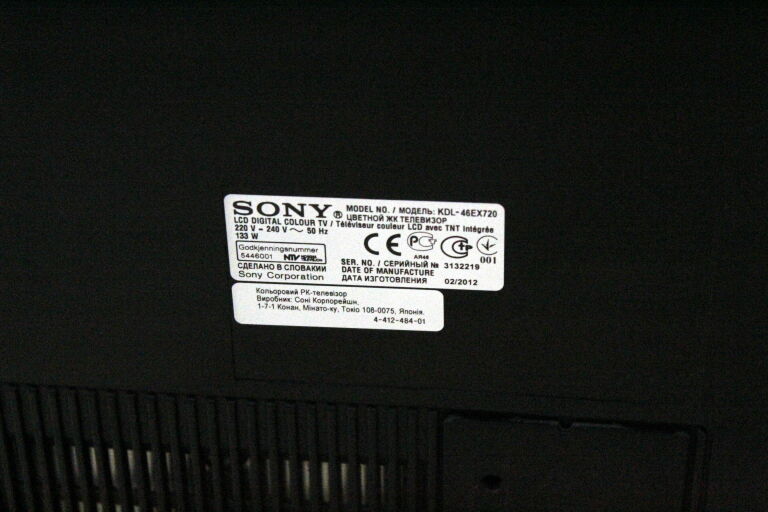 SONY® MODEL NO. / МОДЕЛЬ: KDL-46EX720
ЦВЕТНОЙ ЖК ТЕЛЕВИЗОР
LCD DIGITAL COLOUR TV / Téléviseur couleur LCD avec TNT intégrée
220 V - 240 V ~ 50 Hz
133 W
Godkjenningsnummer
5446001 NTV
СДЕЛАНО В СЛОВАКИИ
Sony Corporation
CE
АЯ46
001
SER. NO. / СЕРИЙНЫЙ № 3132219
DATE OF MANUFACTURE
ДАТА ИЗГОТОВЛЕНИЯ 02/2012
Кольоровий РК-телевізор
Виробник: Соні Корпорейшн,
1-7-1 Конан, Мінато-ку, Токіо 108-0075, Японія.
4-412-484-01